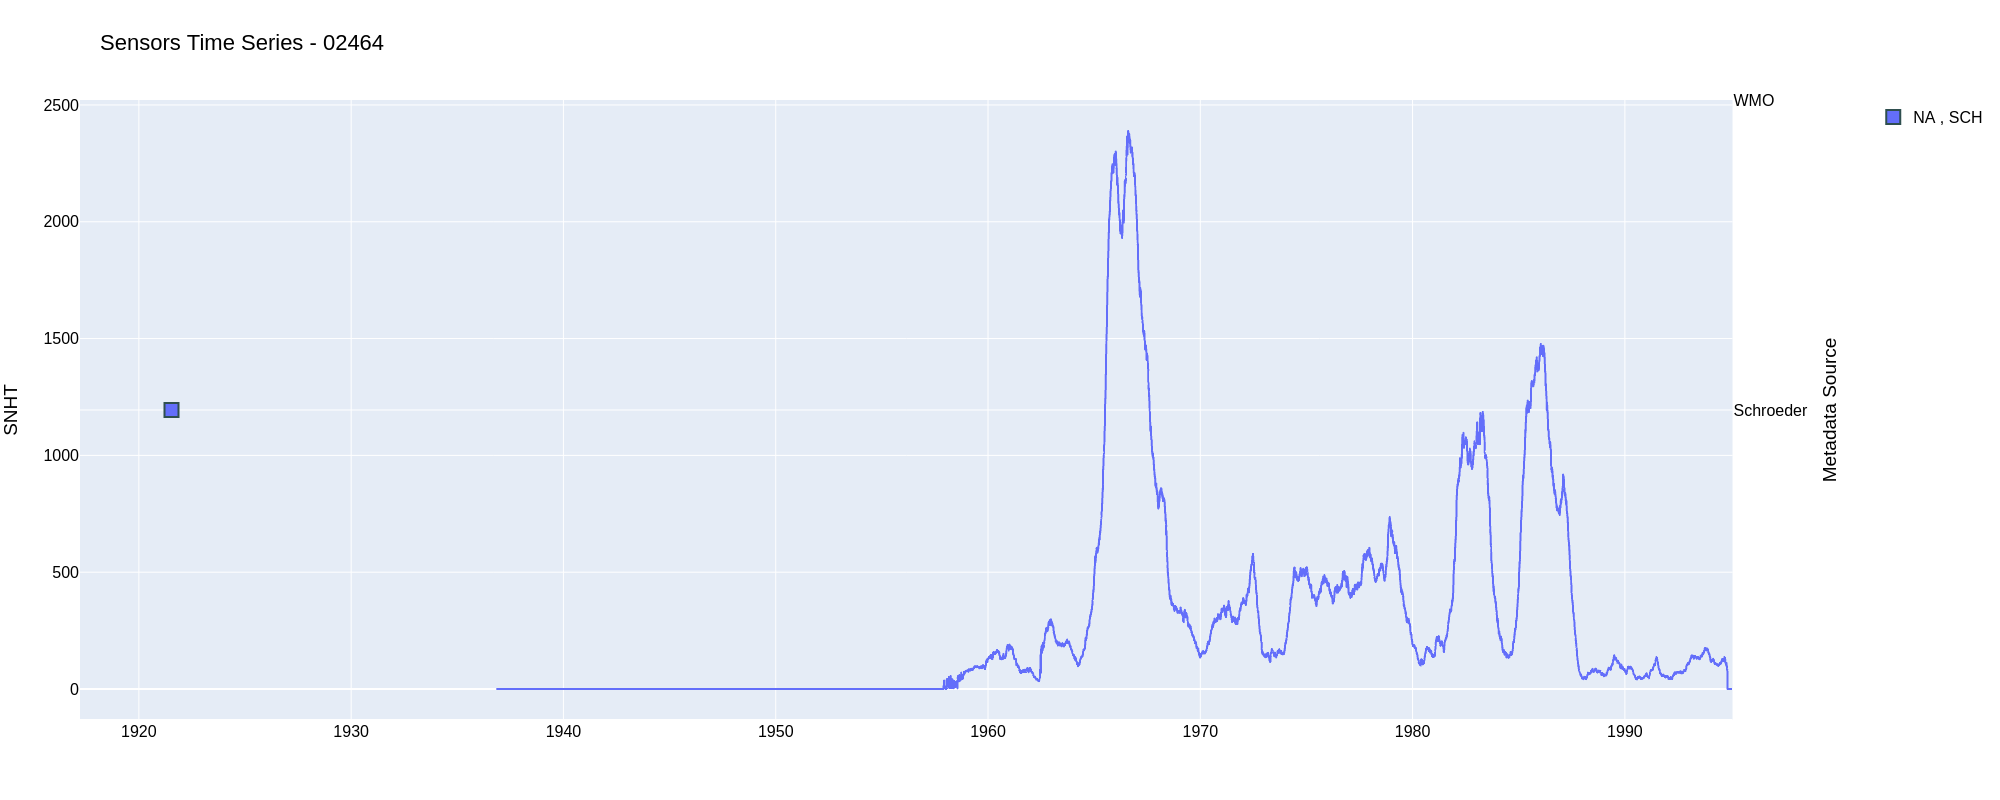 Sensors Time Series - 02464
2500
2000
1500
1000
500
0
SNHT
1920
1930
1940
1950
1960
1970
1980
1990
WMO
Schroeder
Metadata Source
NA , SCH